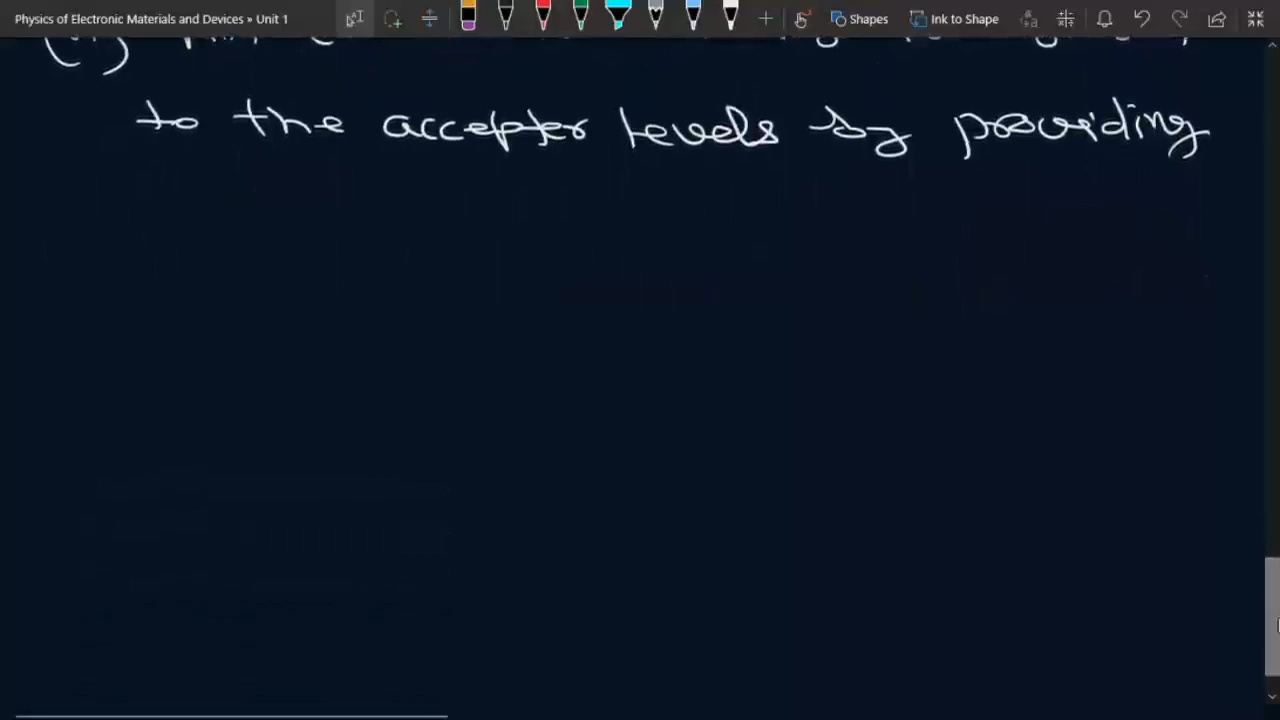 Physics of Electronic Materials and Devices » Unit 1
Shapes
Ink to Shape
to the accepter levels by providing